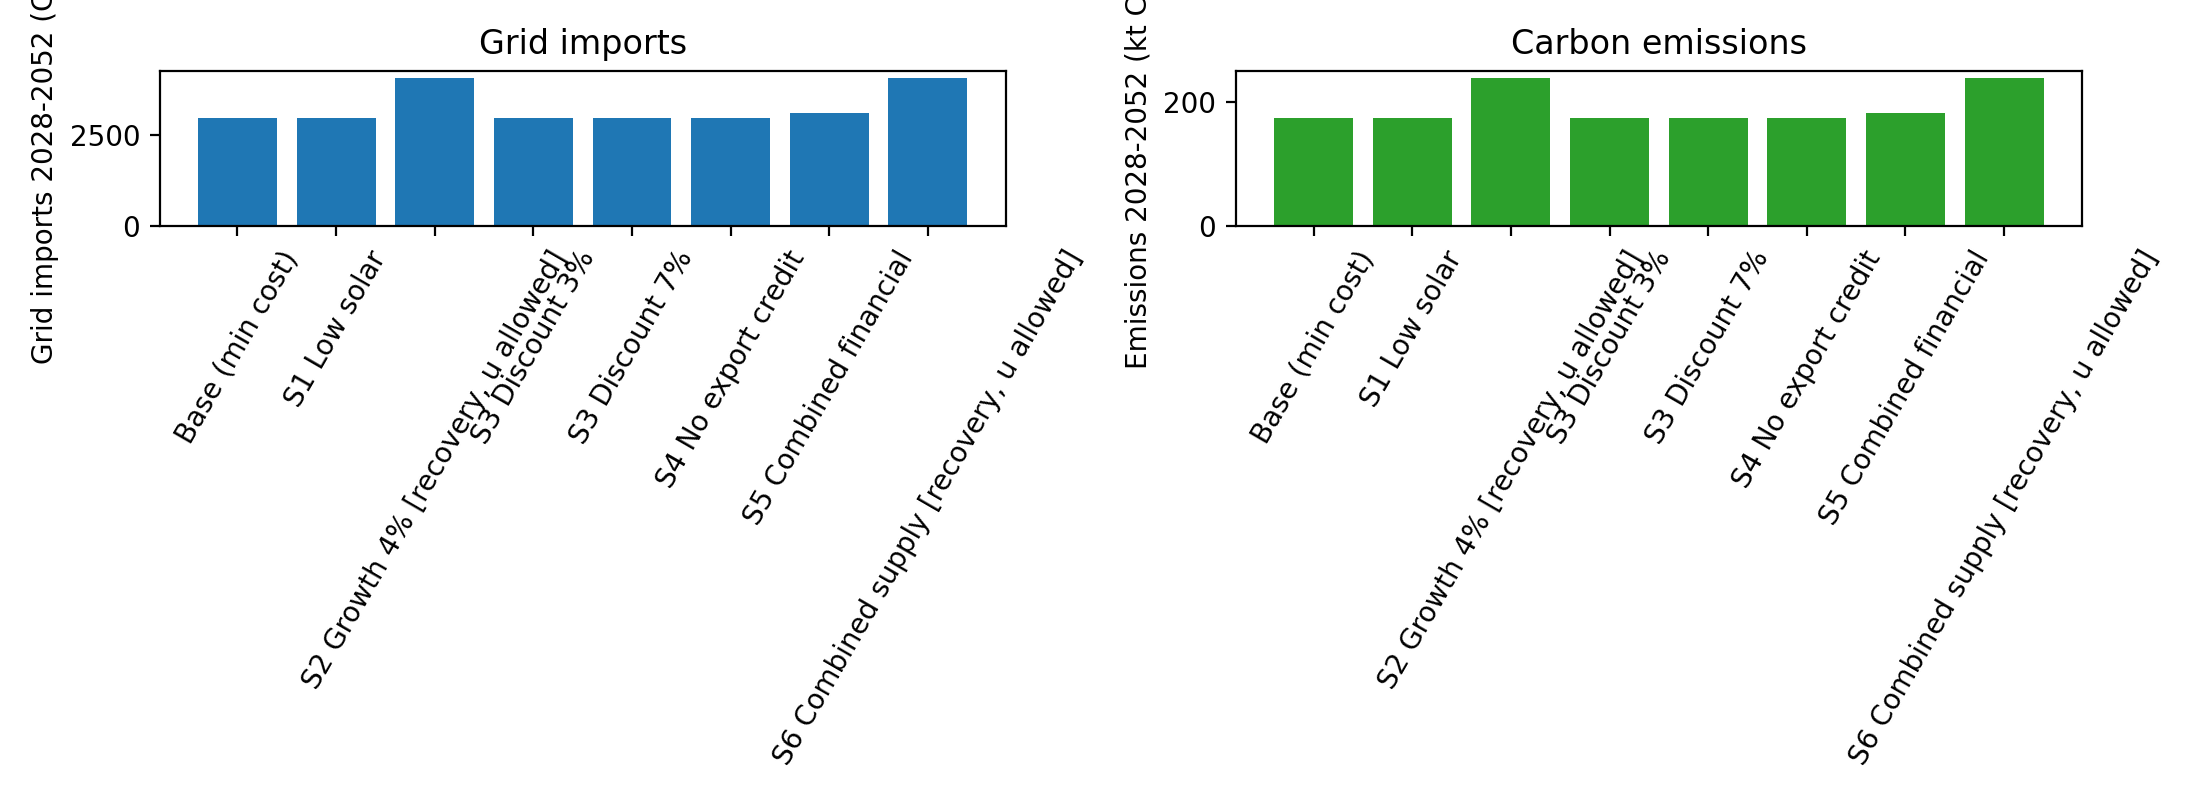 Grid imports
Grid imports 2028-2052 (
2500
0
Base (min cost)
S1 Low solar
S2 Growth 4% [recovery, u allowed]
S3 Discount 3%
S3 Discount 7%
S4 No export credit
S5 Combined financial
S6 Combined supply [recovery, u allowed]
Carbon emissions
Emissions 2028-2052 (kt
200
0
Base (min cost)
S1 Low solar
S2 Growth 4% [recovery, u allowed]
S3 Discount 3%
S3 Discount 7%
S4 No export credit
S5 Combined financial
S6 Combined supply [recovery, u allowed]